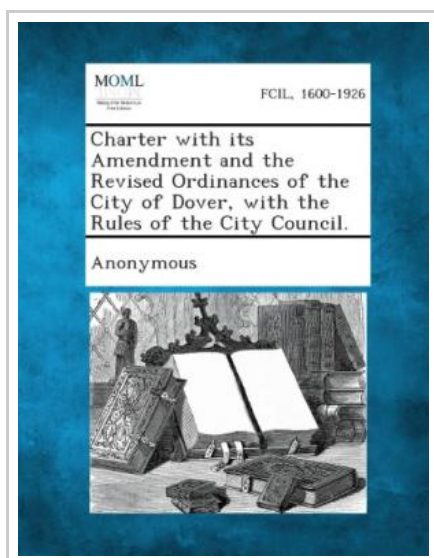 MOML
FCIL, 1600-1926
Charter with its
Amendment and the
Revised Ordinances of the
City of Dover, with the
Rules of the City Council.
Anonymous